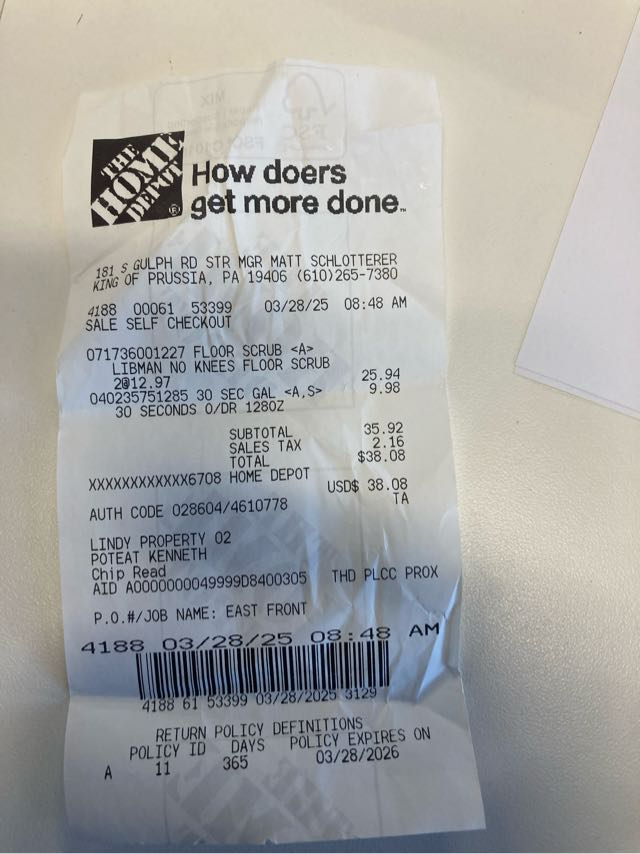 THE
HOME
DEPOT
®
How doers
get more done™
181 S GULPH RD STR MGR MATT SCHLOTTERER
KING OF PRUSSIA, PA 19406 (610)265-7380
4188 00061 53399 03/28/25 08:48 AM
SALE SELF CHECKOUT
071736001227 FLOOR SCRUB <A>
LIBMAN NO KNEES FLOOR SCRUB
2@12.97 25.94
040235751285 30 SEC GAL <A,S> 9.98
30 SECONDS O/DR 128OZ
SUBTOTAL 35.92
SALES TAX 2.16
TOTAL $38.08
XXXXXXXXXXXX6708 HOME DEPOT
USD$ 38.08
AUTH CODE 028604/4610778 TA
LINDY PROPERTY 02
POTEAT KENNETH
Chip Read
AID A0000000049999D8400305 THD PLCC PROX
P.O.#/JOB NAME: EAST FRONT
4188 03/28/25 08:48 AM
4188 61 53399 03/28/2025 3129
RETURN POLICY DEFINITIONS
POLICY ID DAYS POLICY EXPIRES ON
A 11 365 03/28/2026